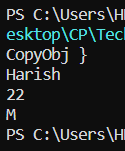 PS C:\Users\H
esktop\CP\Tec
CopyObj }
Harish
22
M
PS C:\Users\H